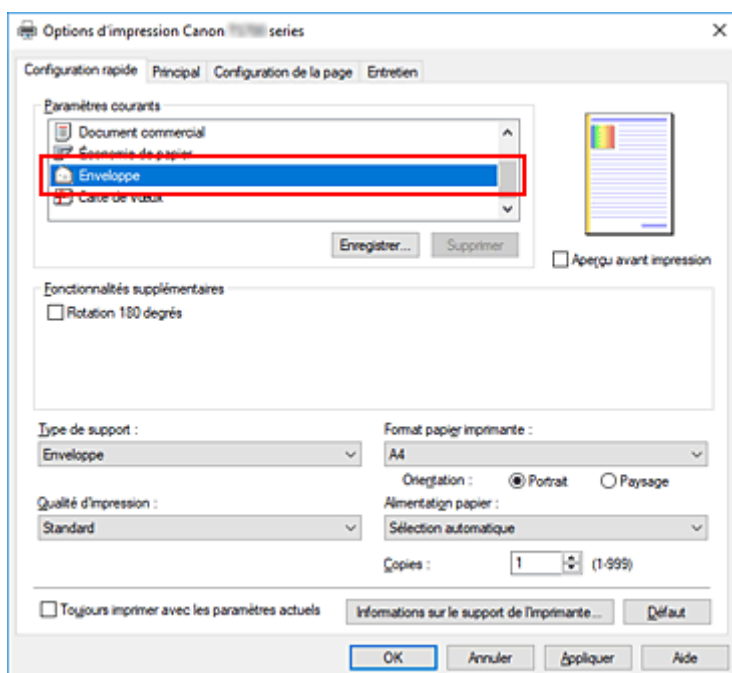 Options d'impression Canon series
Configuration rapide Principal Configuration de la page Entretien
Paramètres courants
Document commercial
Économie de papier
Enveloppe
Carte de vœux
Enregistrer... Supprimer
Aperçu avant impression
Fonctionnalités supplémentaires
Rotation 180 degrés
Type de support : Format papier imprimante :
Enveloppe A4
Orientation : Portrait Paysage
Qualité d'impression : Alimentation papier :
Standard Sélection automatique
Copies : 1 (1-999)
Toujours imprimer avec les paramètres actuels Informations sur le support de l'imprimante... Défaut
OK Annuler Appliquer Aide